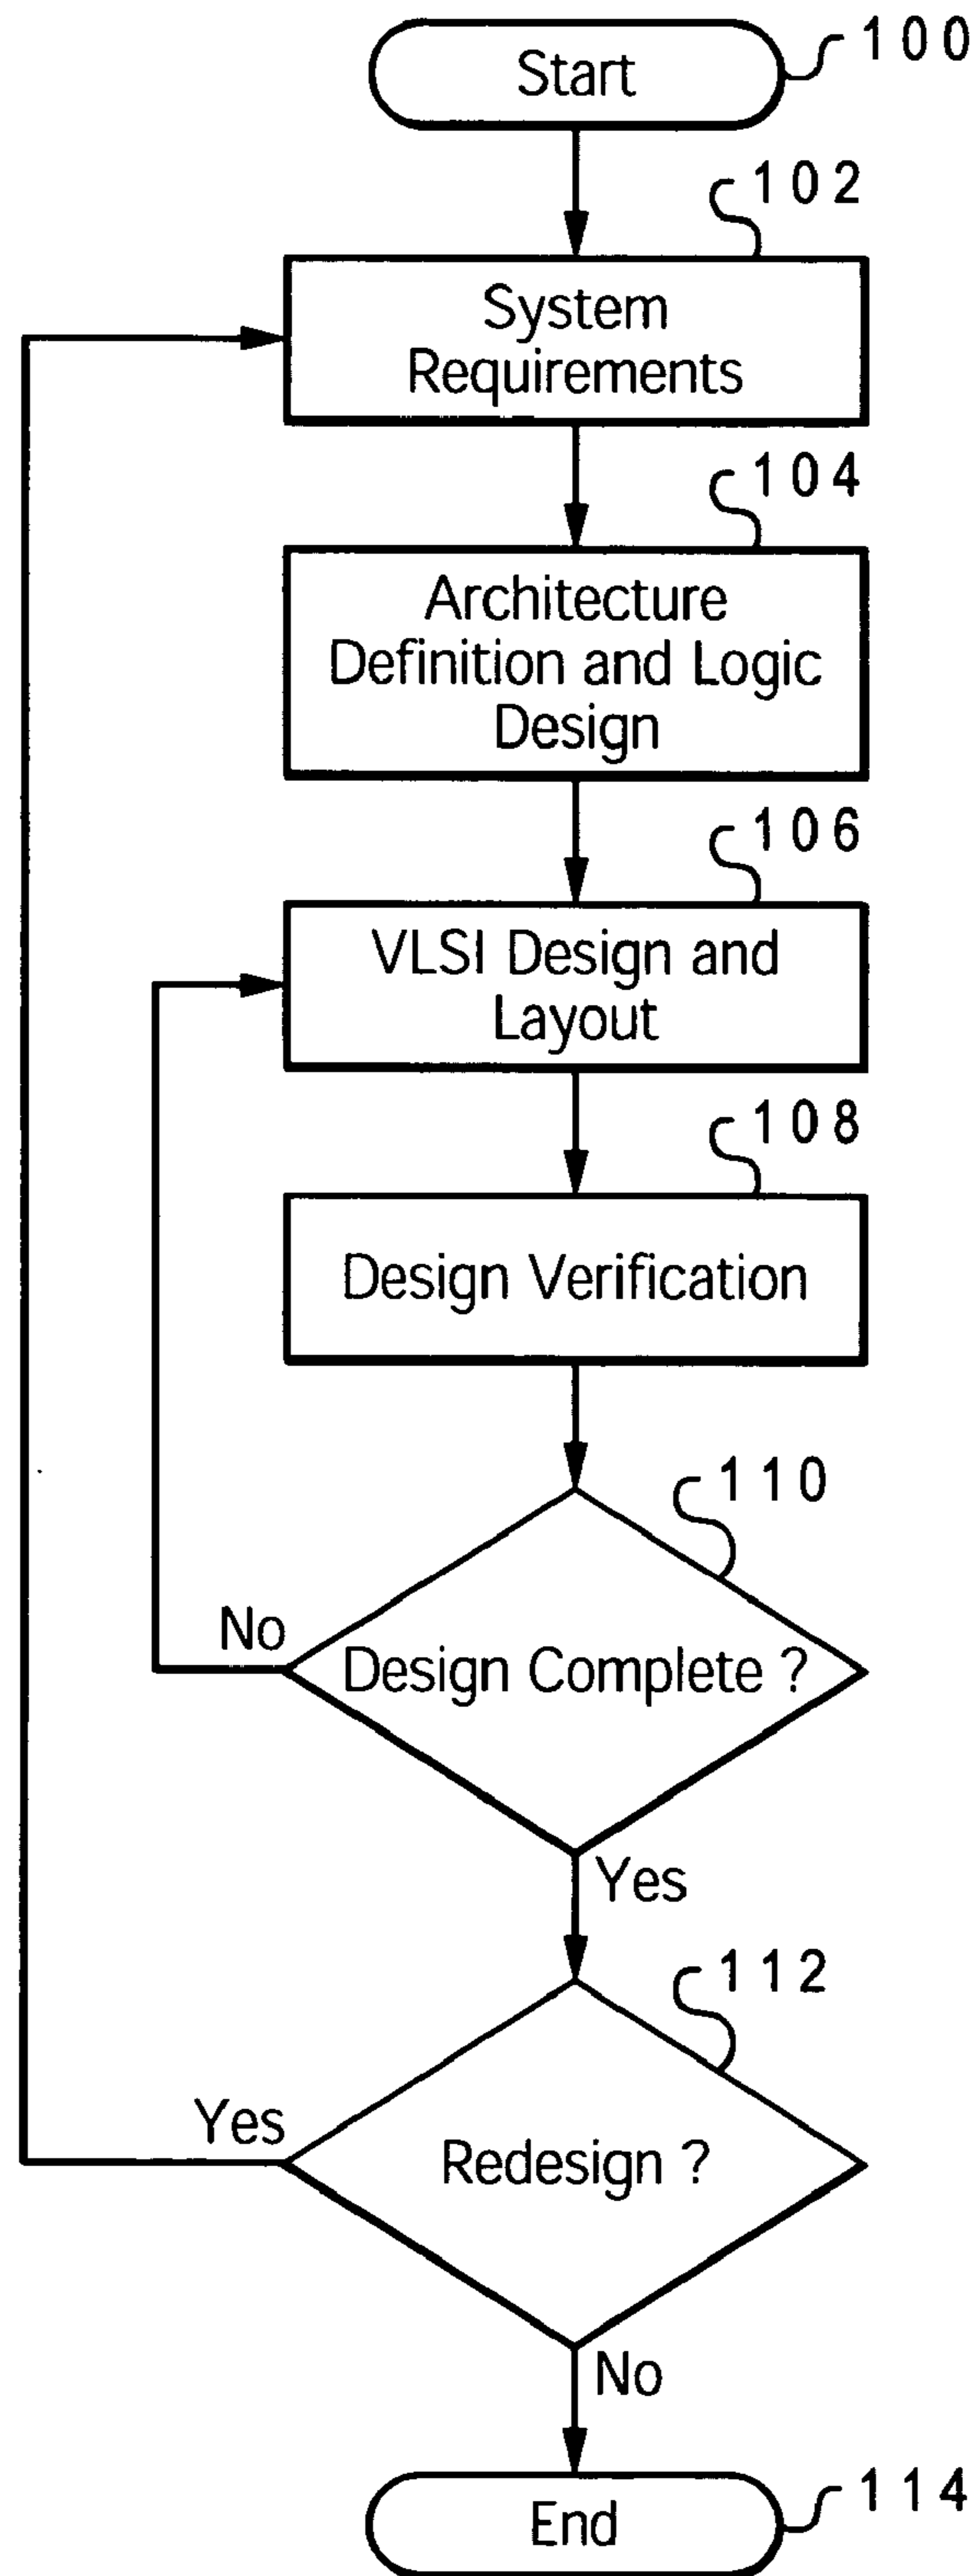 Start
100
102
System
Requirements
104
Architecture
Definition and Logic
Design
106
VLSI Design and
Layout
108
Design Verification
110
No
Design Complete ?
Yes
112
Yes
Redesign ?
No
End
114